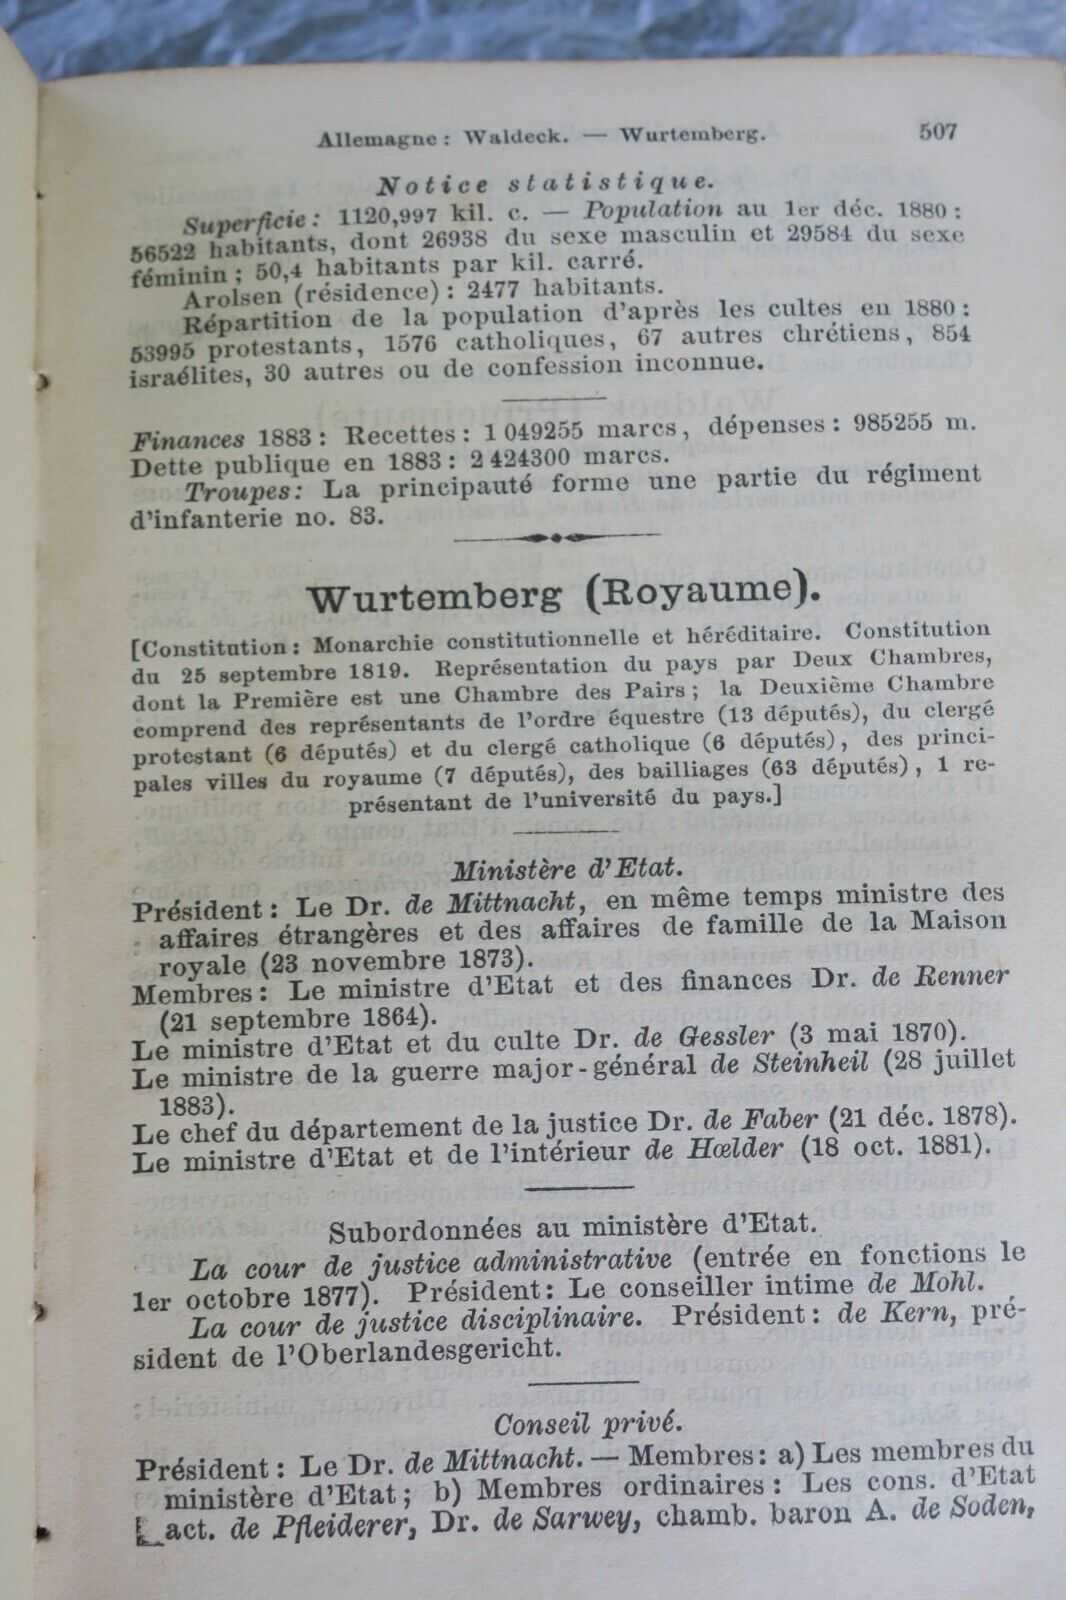 Allemagne: Waldeck. — Wurtemberg. 507
Notice statistique.
Superficie: 1120,997 kil. c. — Population au 1er déc. 1880:
56522 habitants, dont 26938 du sexe masculin et 29584 du sexe
féminin; 50,4 habitants par kil. carré.
Arolsen (résidence): 2477 habitants.
Répartition de la population d'après les cultes en 1880:
53995 protestants, 1576 catholiques, 67 autres chrétiens, 854
israélites, 30 autres ou de confession inconnue.
Finances 1883: Recettes: 1 049255 marcs, dépenses: 985255 m.
Dette publique en 1883: 2 424300 marcs.
Troupes: La principauté forme une partie du régiment
d'infanterie no. 83.
Wurtemberg (Royaume).
[Constitution: Monarchie constitutionnelle et héréditaire. Constitution
du 25 septembre 1819. Représentation du pays par Deux Chambres,
dont la Première est une Chambre des Pairs; la Deuxième Chambre
comprend des représentants de l'ordre équestre (13 députés), du clergé
protestant (6 députés) et du clergé catholique (6 députés), des princi-
pales villes du royaume (7 députés), des bailliages (63 députés), 1 re-
présentant de l'université du pays.]
Ministère d'Etat.
Président: Le Dr. de Mittnacht, en même temps ministre des
affaires étrangères et des affaires de famille de la Maison
royale (23 novembre 1873).
Membres: Le ministre d'Etat et des finances Dr. de Renner
(21 septembre 1864).
Le ministre d'Etat et du culte Dr. de Gessler (3 mai 1870).
Le ministre de la guerre major-général de Steinheil (28 juillet
1883).
Le chef du département de la justice Dr. de Faber (21 déc. 1878).
Le ministre d'Etat et de l'intérieur de Hœlder (18 oct. 1881).
Subordonnées au ministère d'Etat.
La cour de justice administrative (entrée en fonctions le
1er octobre 1877). Président: Le conseiller intime de Mohl.
La cour de justice disciplinaire. Président: de Kern, pré-
sident de l'Oberlandesgericht.
Conseil privé.
Président: Le Dr. de Mittnacht. — Membres: a) Les membres du
ministère d'Etat; b) Membres ordinaires: Les cons. d'Etat
act. de Pfleiderer, Dr. de Sarwey, chamb. baron A. de Soden,